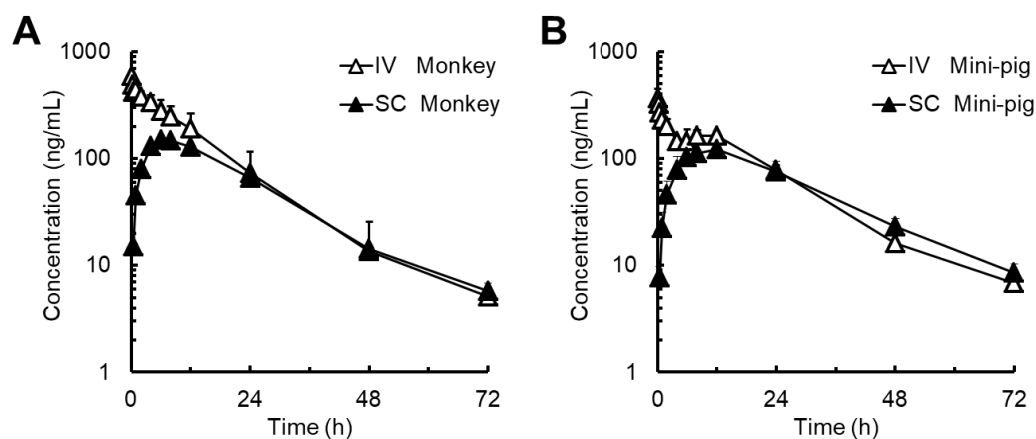 A
1000
100
10
1
Concentration (ng/mL)
IV Monkey
SC Monkey
0
24
48
72
Time (h)
B
1000
100
10
1
Concentration (ng/mL)
IV Mini-pig
SC Mini-pig
0
24
48
72
Time (h)